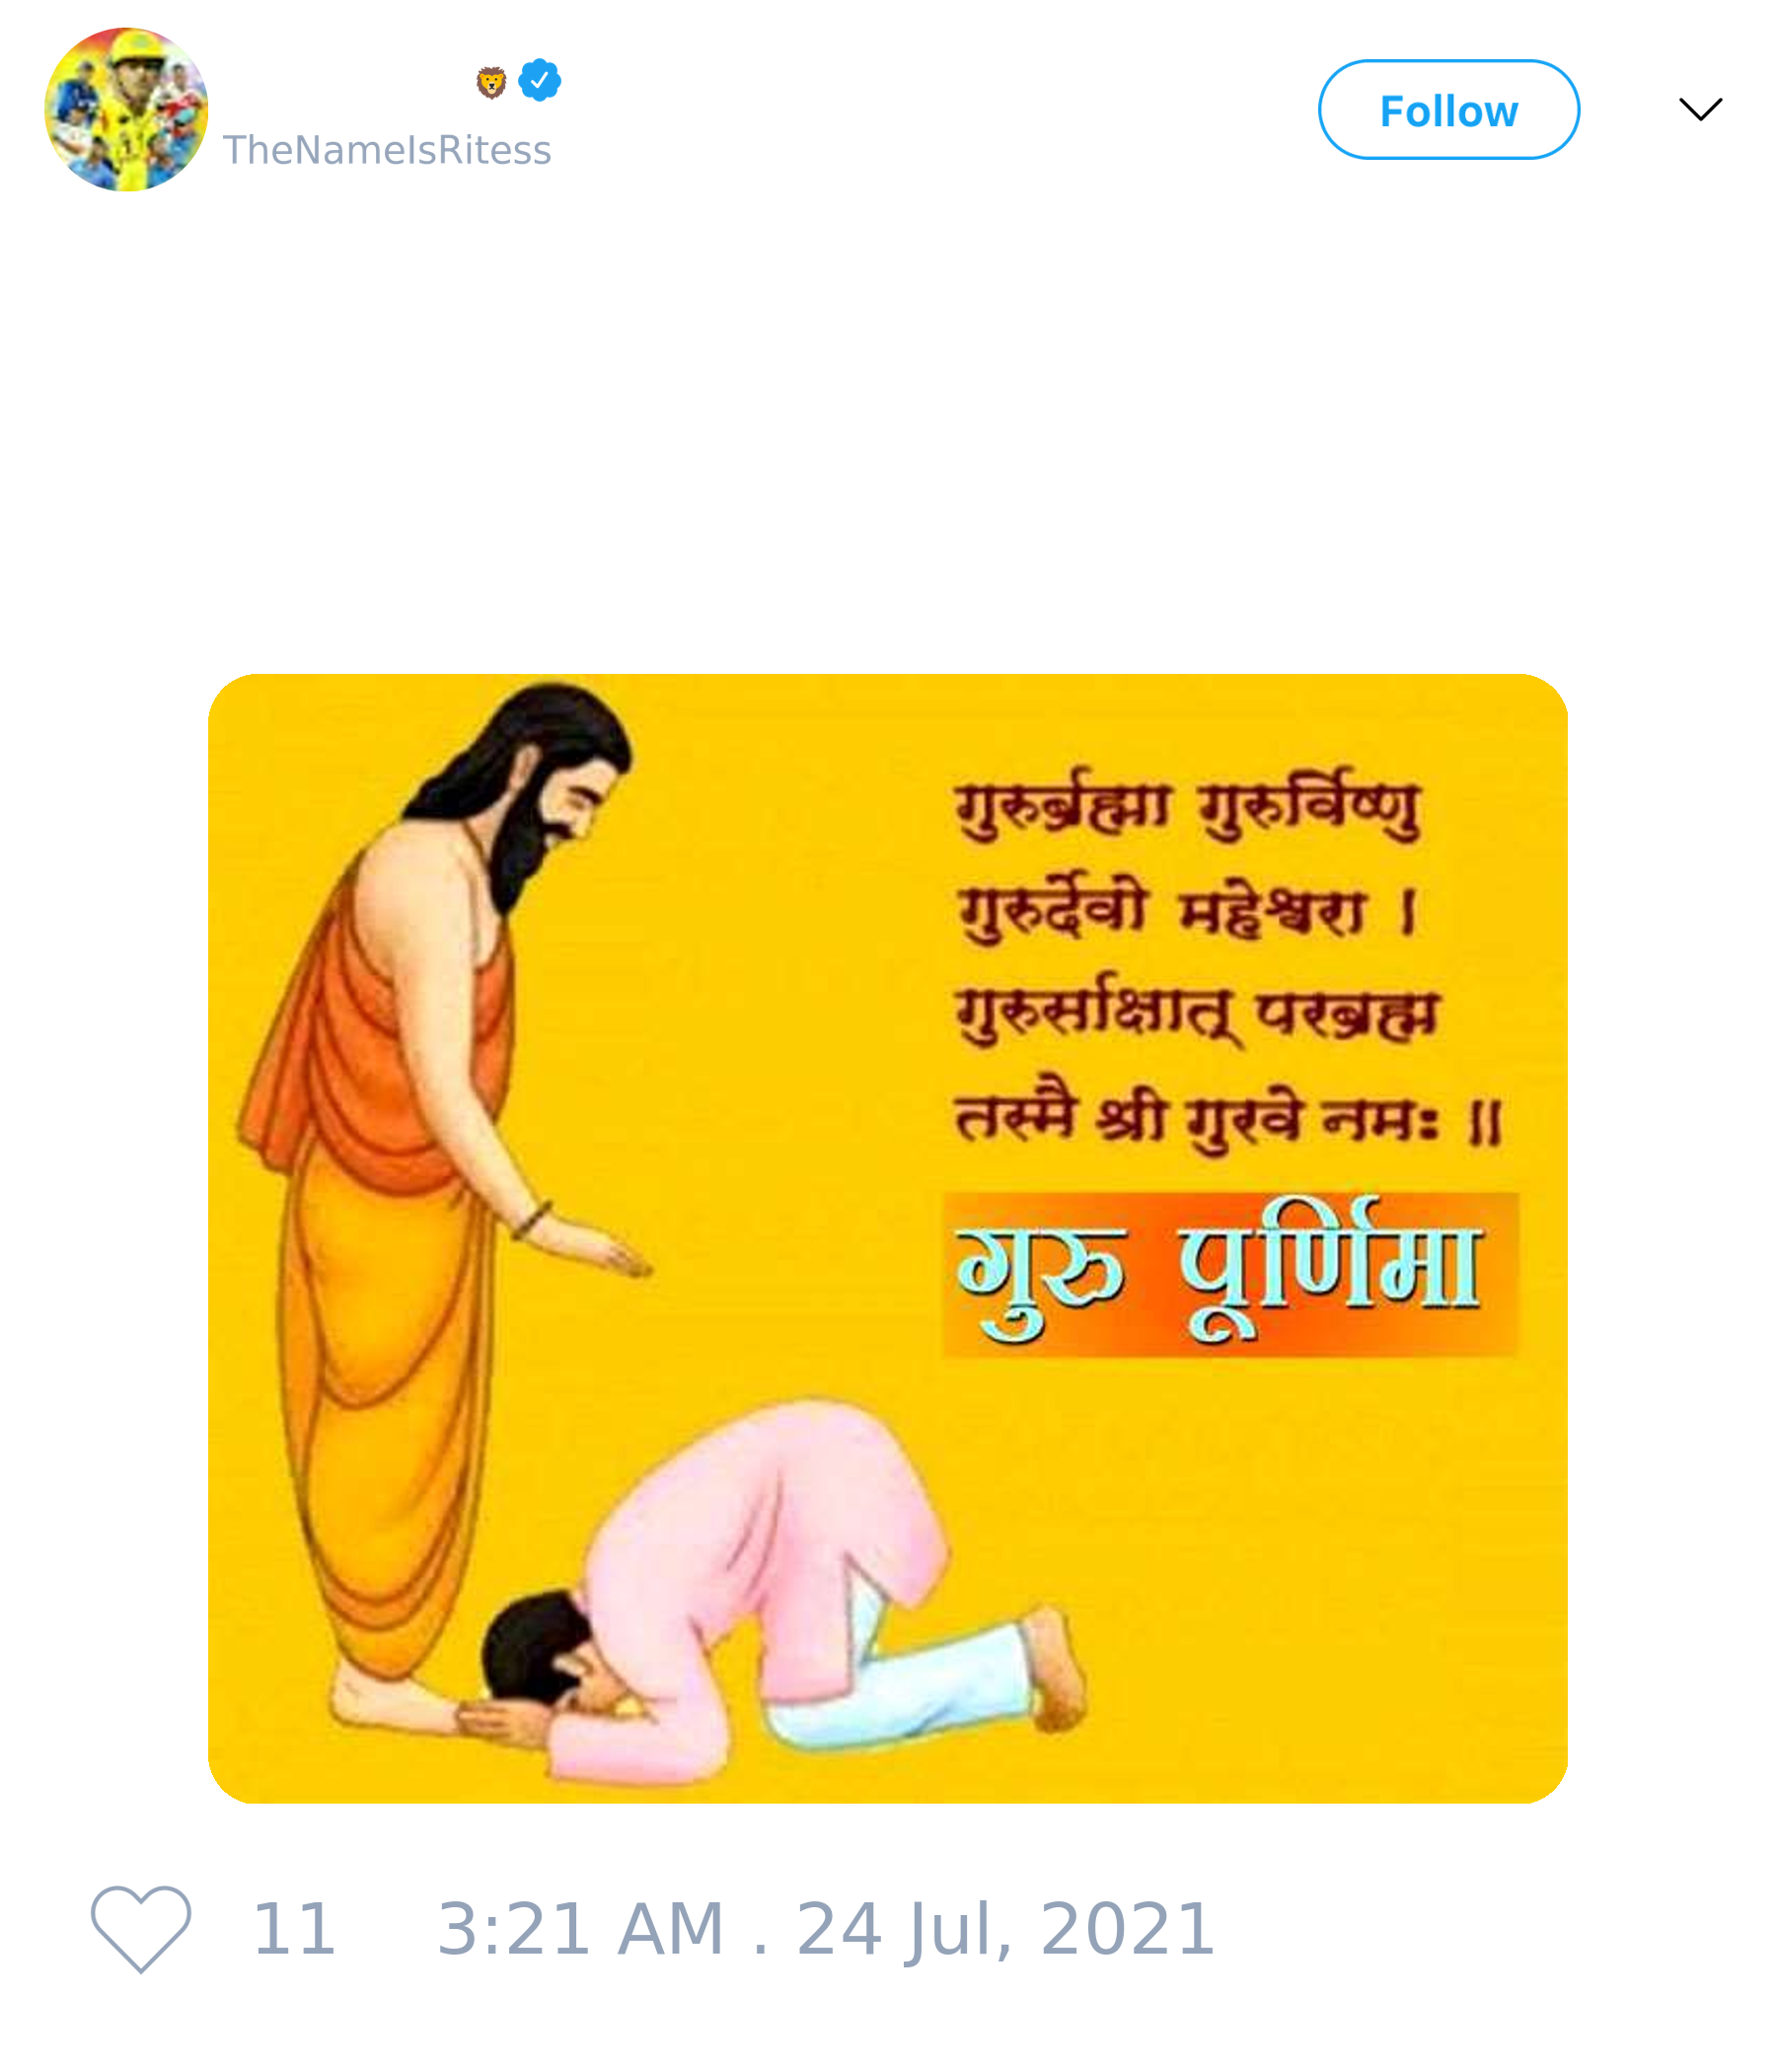 TheNameIsRitess
Follow
गुरुर्ब्रह्मा गुरुर्विष्णु
गुरुर्देवो महेश्वरा ।
गुरुर्साक्षात् परब्रह्म
तस्मै श्री गुरवे नमः ॥
गुरु पूर्णिमा
11 3:21 AM . 24 Jul, 2021